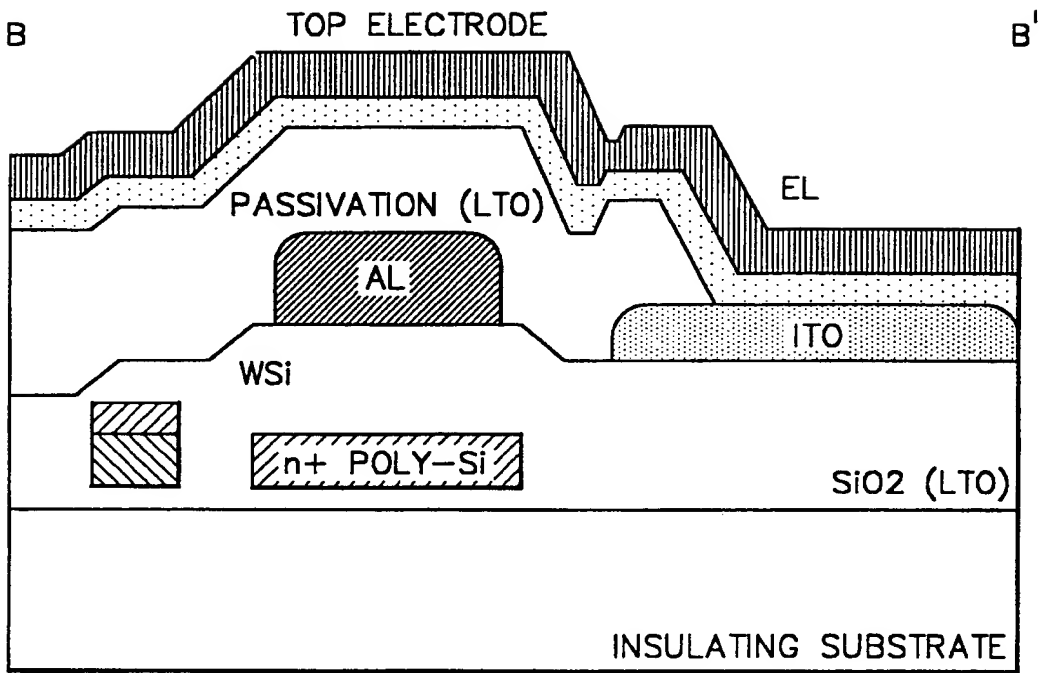 B
TOP ELECTRODE
B'
EL
PASSIVATION (LTO)
AL
ITO
WSi
n+ POLY-Si
SiO2 (LTO)
INSULATING SUBSTRATE